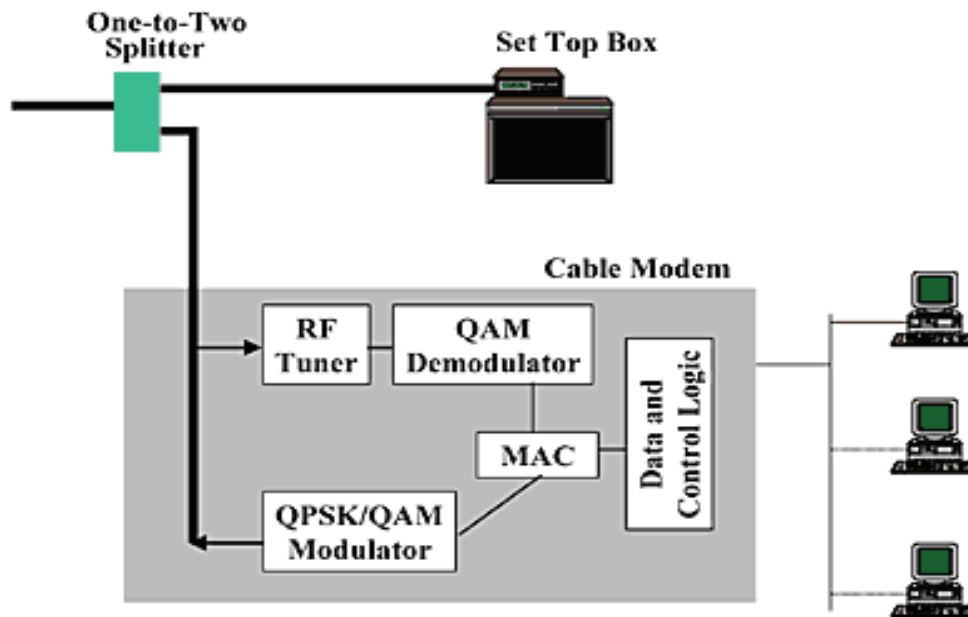 One-to-Two
Splitter
Set Top Box
Cable Modem
RF
Tuner
QAM
Demodulator
MAC
Data and
Control Logic
QPSK/QAM
Modulator